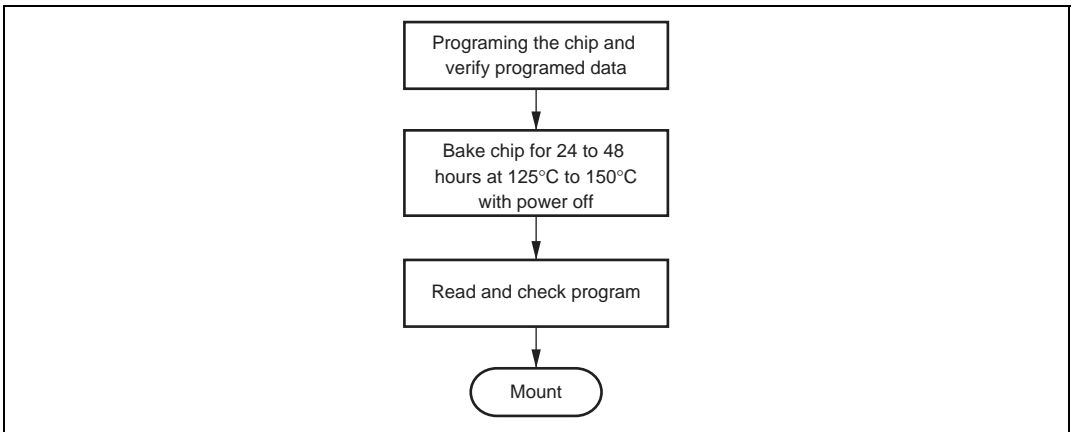 Programing the chip and
verify programed data
Bake chip for 24 to 48
hours at 125°C to 150°C
with power off
Read and check program
Mount